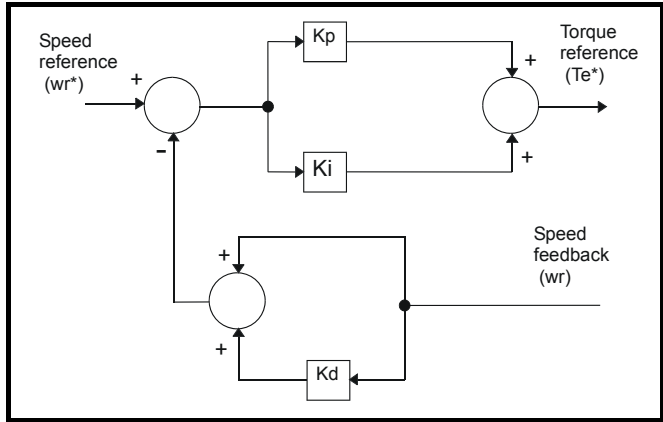 Speed
reference
(wr*)
+
-
Kp
Ki
+
+
Torque
reference
(Te*)
+
+
Kd
Speed
feedback
(wr)